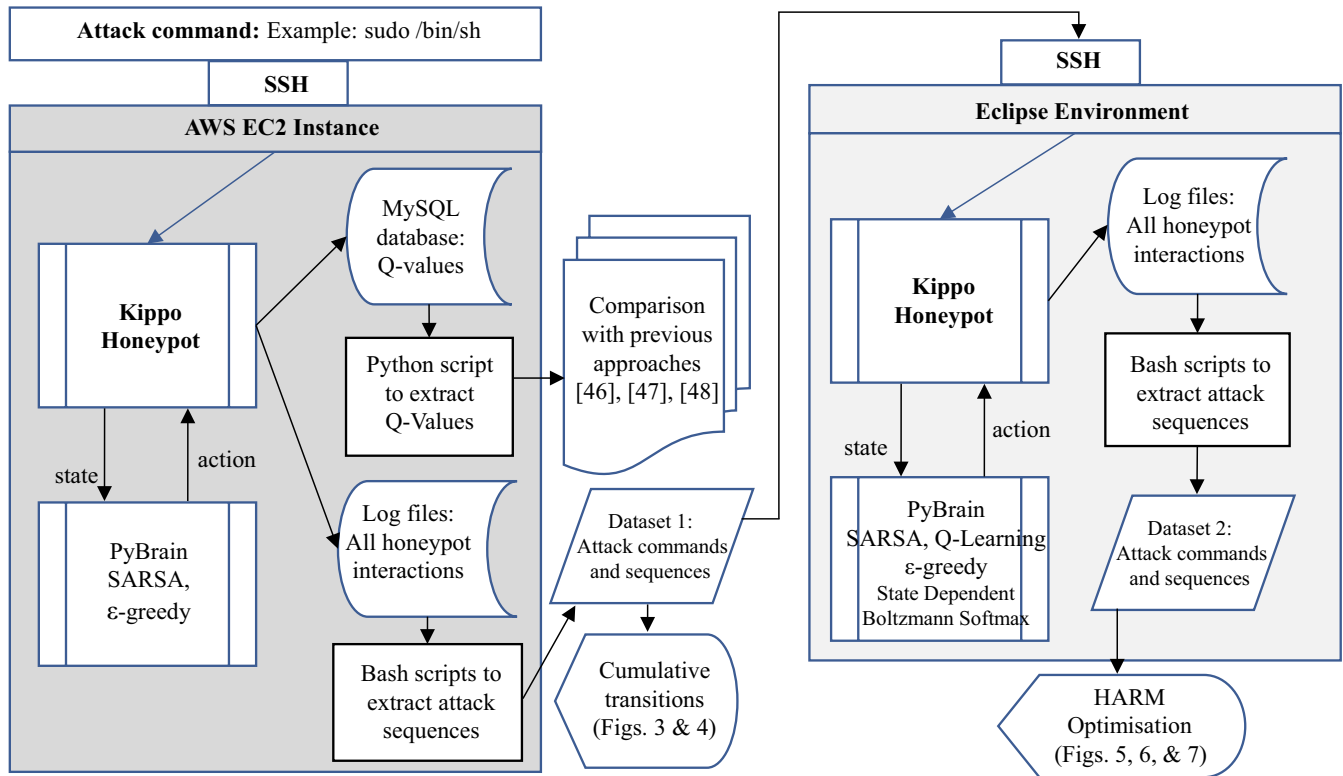 Attack command: Example: sudo /bin/sh
SSH
AWS EC2 Instance
Kippo
Honeypot
state
action
PyBrain
SARSA,
ε-greedy
MySQL
database:
Q-values
Python script
to extract
Q-Values
Log files:
All honeypot
interactions
Bash scripts to
extract attack
sequences
Comparison
with previous
approaches
[46], [47], [48]
Dataset 1:
Attack commands
and sequences
Cumulative
transitions
(Figs. 3 & 4)
SSH
Eclipse Environment
Kippo
Honeypot
state
action
PyBrain
SARSA, Q-Learning
ε-greedy
State Dependent
Boltzmann Softmax
Log files:
All honeypot
interactions
Bash scripts to
extract attack
sequences
Dataset 2:
Attack commands
and sequences
HARM
Optimisation
(Figs. 5, 6, & 7)